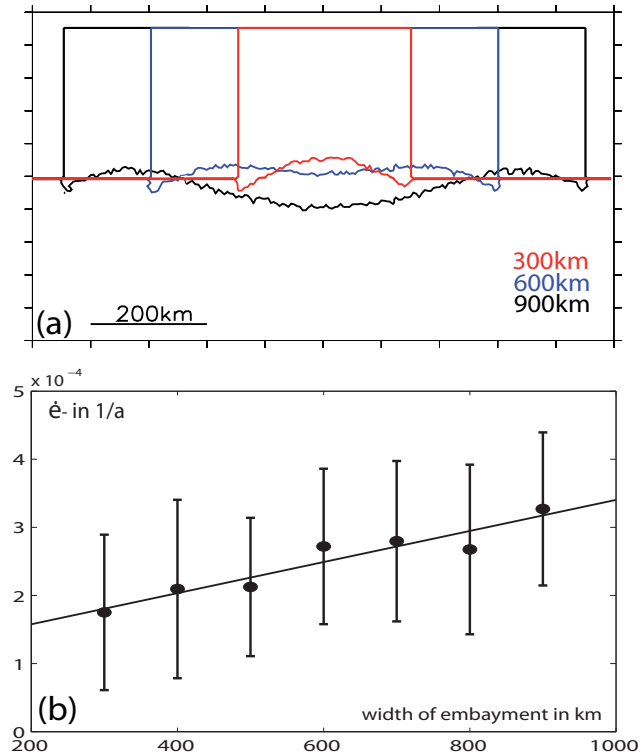 300km
600km
900km
200km
(a)
x 10⁻⁴
5
ė- in 1/a
4
3
2
1
0
(b)
width of embayment in km
200
400
600
800
1000